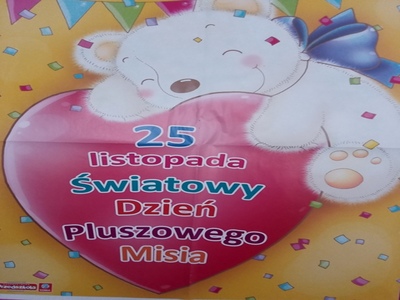 25
listopada
Światowy
Dzień
Pluszowego
Misia